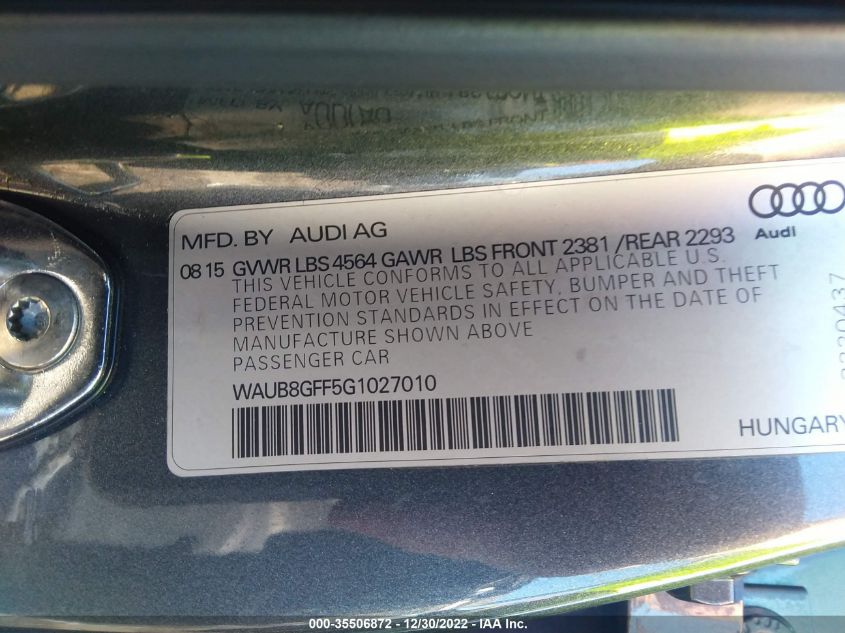 MFD. BY AUDI AG
Audi
08 15 GVWR LBS 4564 GAWR LBS FRONT 2381 / REAR 2293
THIS VEHICLE CONFORMS TO ALL APPLICABLE U.S.
FEDERAL MOTOR VEHICLE SAFETY, BUMPER AND THEFT
PREVENTION STANDARDS IN EFFECT ON THE DATE OF
MANUFACTURE SHOWN ABOVE
PASSENGER CAR
WAUB8GFF5G1027010
HUNGARY
000-35506872 - 12/30/2022 - IAA Inc.